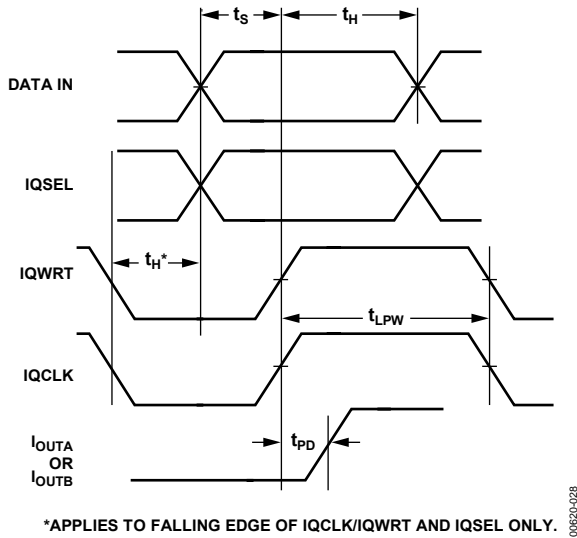 tS
tH
DATA IN
IQSEL
tH*
IQWRT
tLPW
IQCLK
tPD
IOUTA
OR
IOUTB
*APPLIES TO FALLING EDGE OF IQCLK/IQWRT AND IQSEL ONLY.
00620-028